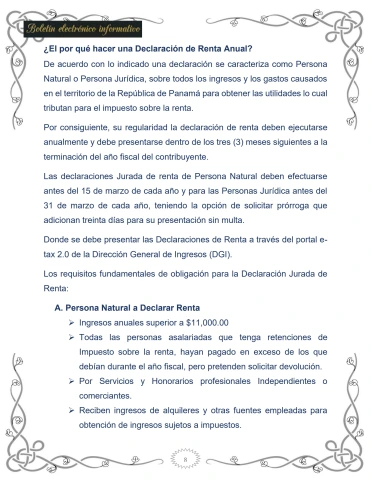 Boletín electrónico informativo
¿El por qué hacer una Declaración de Renta Anual?
De acuerdo con lo indicado una declaración se caracteriza como Persona
Natural o Persona Jurídica, sobre todos los ingresos y los gastos causados
en el territorio de la República de Panamá para obtener las utilidades lo cual
tributan para el impuesto sobre la renta.
Por consiguiente, su regularidad la declaración de renta deben ejecutarse
anualmente y debe presentarse dentro de los tres (3) meses siguientes a la
terminación del año fiscal del contribuyente.
Las declaraciones Jurada de renta de Persona Natural deben efectuarse
antes del 15 de marzo de cada año y para las Personas Jurídica antes del
31 de marzo de cada año, teniendo la opción de solicitar prórroga que
adicionan treinta días para su presentación sin multa.
Donde se debe presentar las Declaraciones de Renta a través del portal e-
tax 2.0 de la Dirección General de Ingresos (DGI).
Los requisitos fundamentales de obligación para la Declaración Jurada de
Renta:
A. Persona Natural a Declarar Renta
➢ Ingresos anuales superior a $11,000.00
➢ Todas las personas asalariadas que tenga retenciones de
Impuesto sobre la renta, hayan pagado en exceso de los que
debían durante el año fiscal, pero pretenden solicitar devolución.
➢ Por Servicios y Honorarios profesionales Independientes o
comerciantes.
➢ Reciben ingresos de alquileres y otras fuentes empleadas para
obtención de ingresos sujetos a impuestos.
8